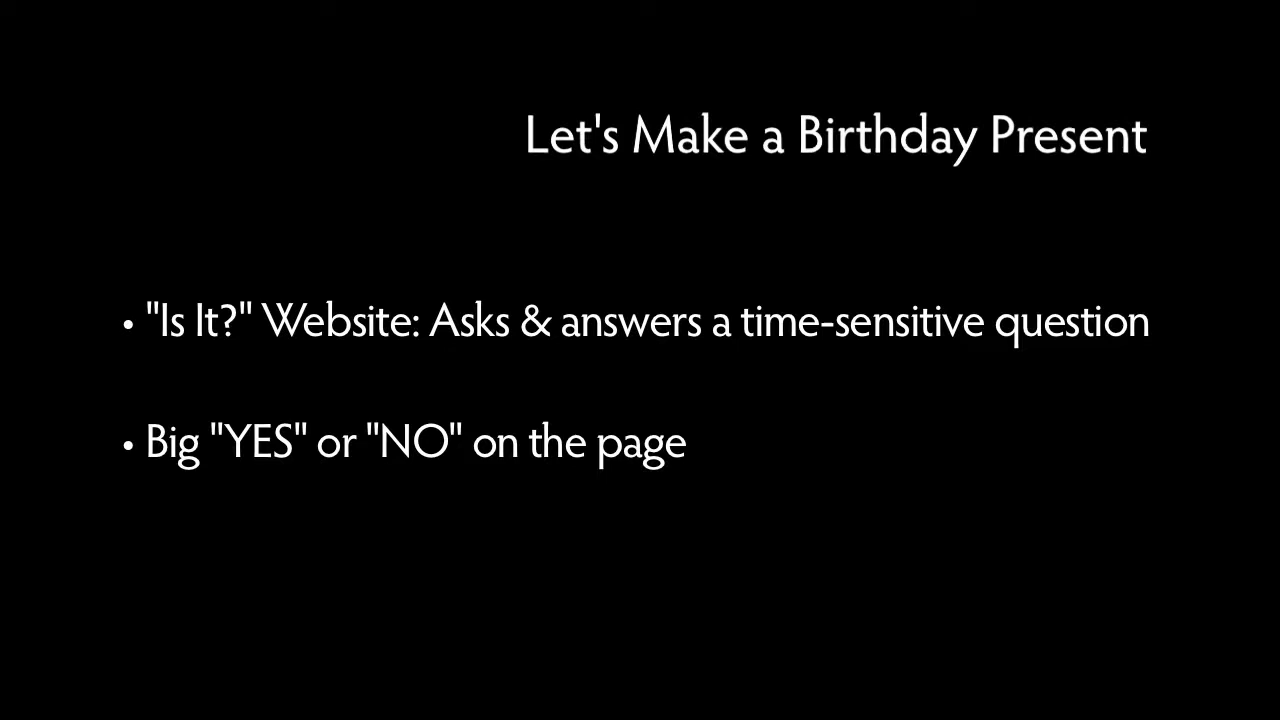 Let's Make a Birthday Present
• "Is It?" Website: Asks & answers a time-sensitive question
• Big "YES" or "NO" on the page